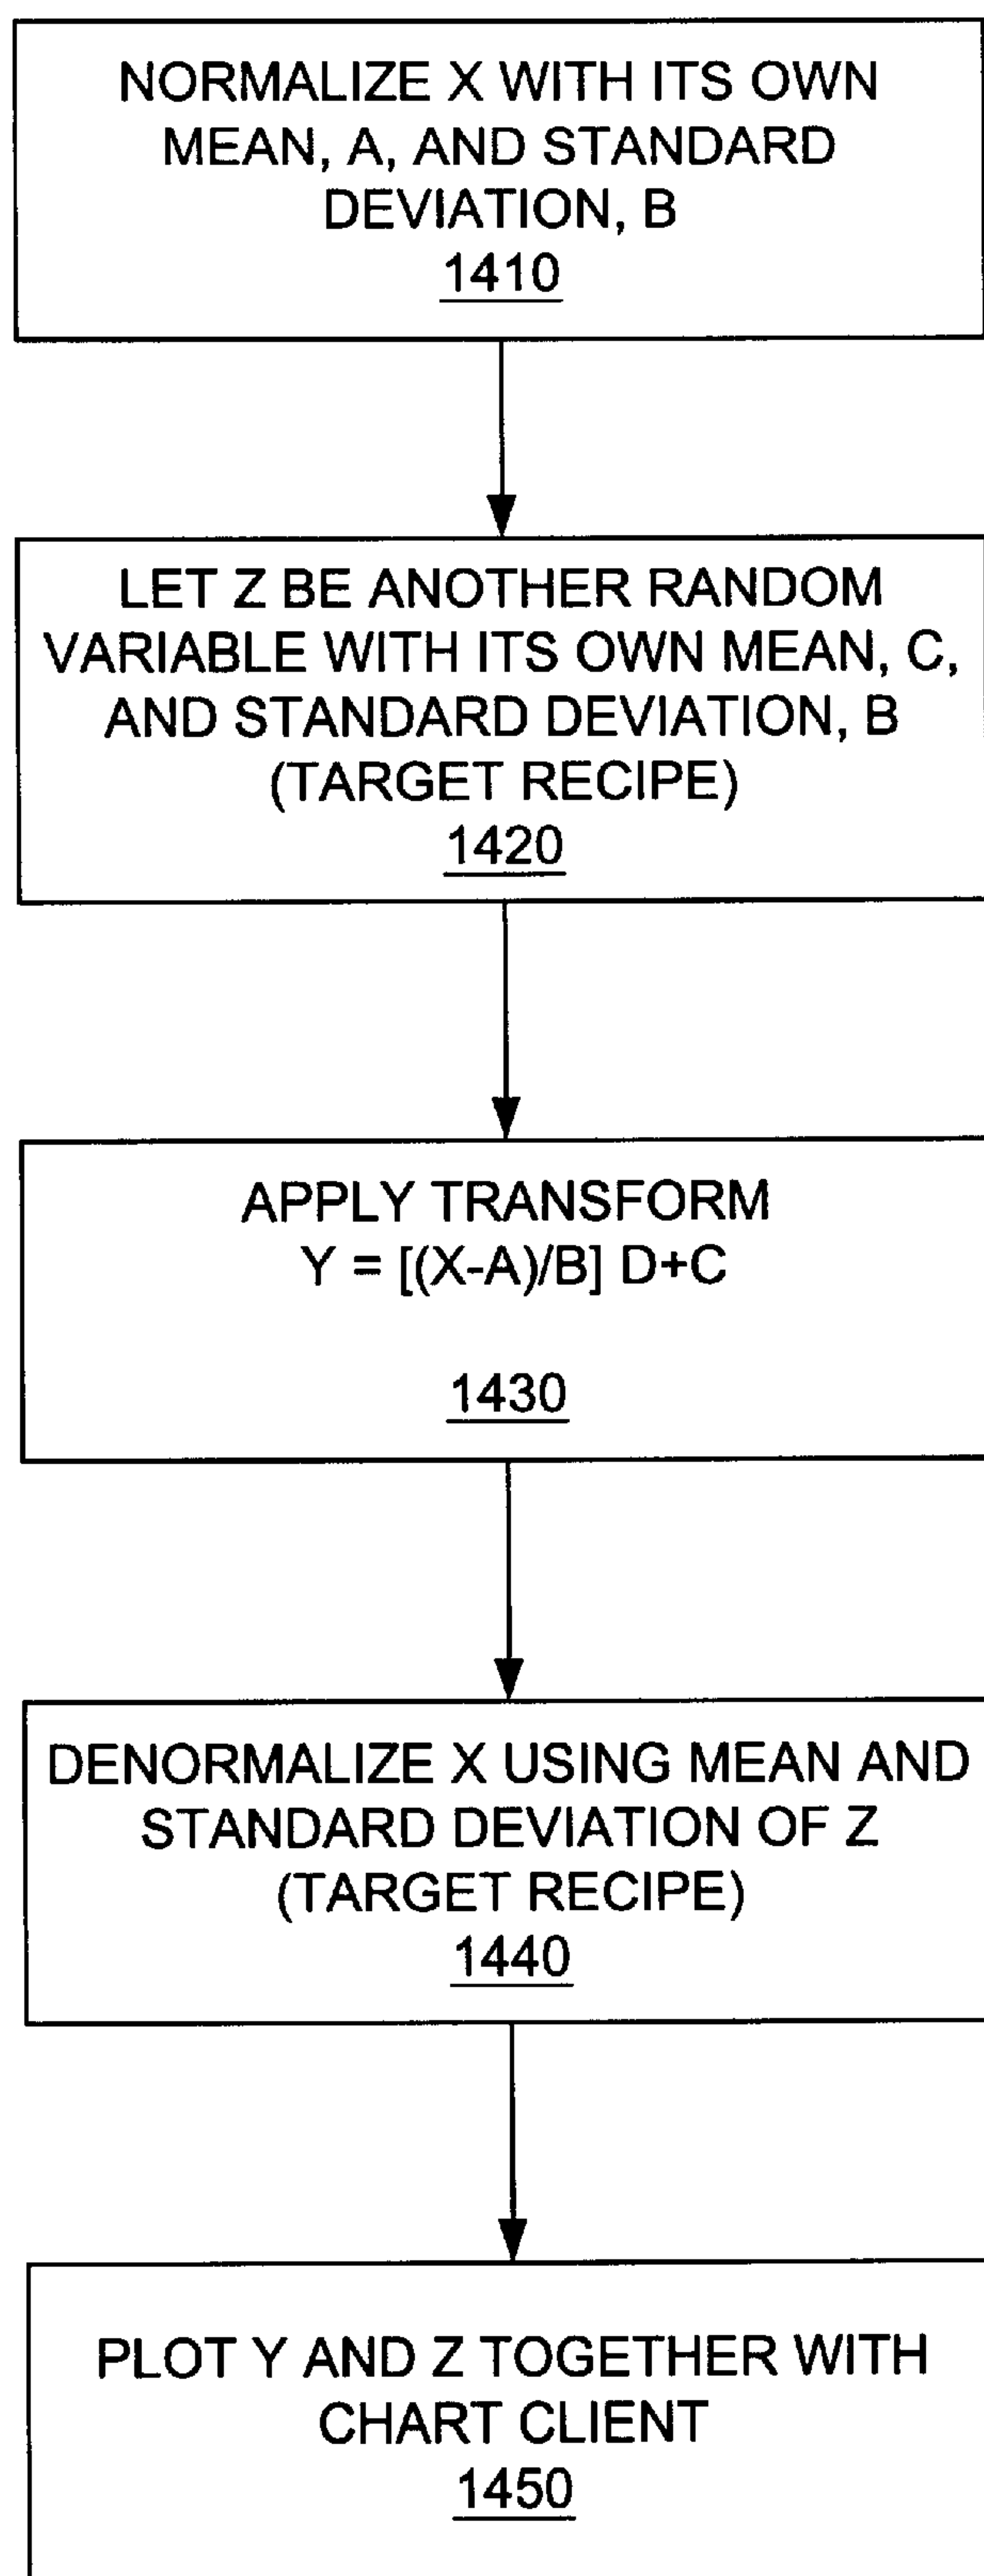 NORMALIZE X WITH ITS OWN
MEAN, A, AND STANDARD
DEVIATION, B
1410
LET Z BE ANOTHER RANDOM
VARIABLE WITH ITS OWN MEAN, C,
AND STANDARD DEVIATION, B
(TARGET RECIPE)
1420
APPLY TRANSFORM
Y = [(X-A)/B] D+C
1430
DENORMALIZE X USING MEAN AND
STANDARD DEVIATION OF Z
(TARGET RECIPE)
1440
PLOT Y AND Z TOGETHER WITH
CHART CLIENT
1450